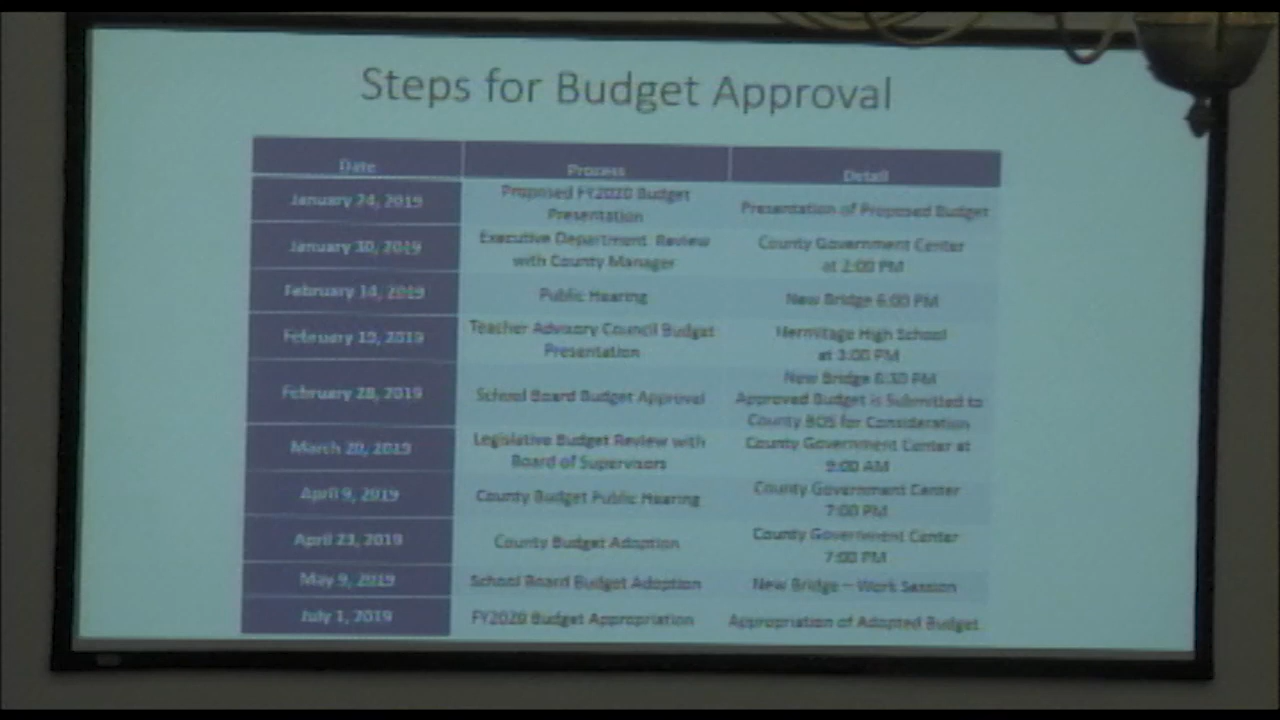 Steps for Budget Approval
Date Process Detail
January 24, 2019 Proposed FY2020 Budget
Presentation Presentation of Proposed Budget
January 30, 2019 Executive Department Review
with County Manager County Government Center
at 2:00 PM
February 14, 2019 Public Hearing New Bridge 6:00 PM
February 19, 2019 Teacher Advisory Council Budget
Presentation Hermitage High School
at 3:00 PM
February 28, 2019 School Board Budget Approval New Bridge 6:30 PM
Approved Budget is Submitted to
County BOS for Consideration
March 20, 2019 Legislative Budget Review with
Board of Supervisors County Government Center at
9:00 AM
April 9, 2019 County Budget Public Hearing County Government Center
7:00 PM
April 23, 2019 County Budget Adoption County Government Center
7:00 PM
May 9, 2019 School Board Budget Adoption New Bridge – Work Session
July 1, 2019 FY2020 Budget Appropriation Appropriation of Adopted Budget